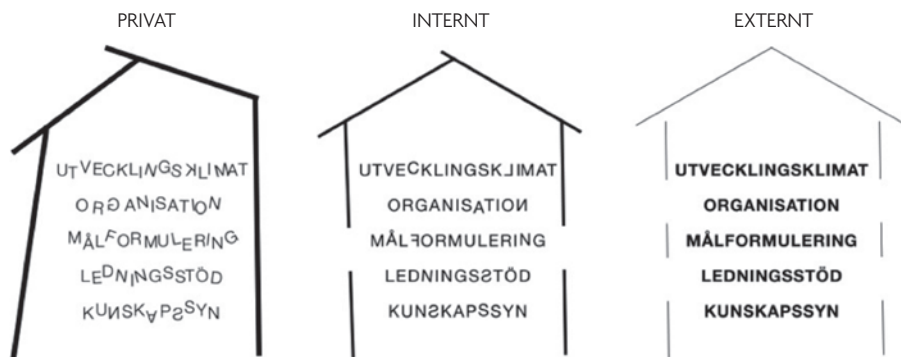 PRIVAT
UTVECKLINGSKLIMAT
ORGANISATION
MÅLFORMULERING
LEDNINGSSTÖD
KUNSKAPSSYN
INTERNT
UTVECKLINGSKLIMAT
ORGANISATION
MÅLFORMULERING
LEDNINGSSTÖD
KUNSKAPSSYN
EXTERNT
UTVECKLINGSKLIMAT
ORGANISATION
MÅLFORMULERING
LEDNINGSSTÖD
KUNSKAPSSYN